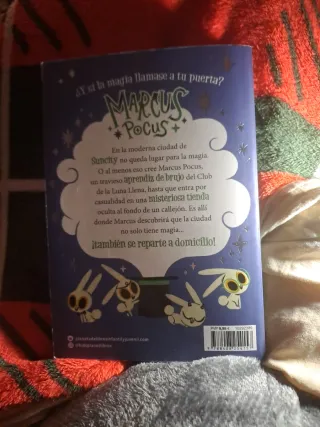 ¿Y si la magia llamase a tu puerta?
MARCUS
POCUS
En la moderna ciudad de
Suncity no queda lugar para la magia.
O al menos eso cree Marcus Pocus,
un travieso aprendiz de brujo del Club
de la Luna Llena, hasta que entra por
casualidad en una misteriosa tienda
oculta al fondo de un callejón. Es allí
donde Marcus descubrirá que la ciudad
no solo tiene magia...
¡también se reparte a domicilio!